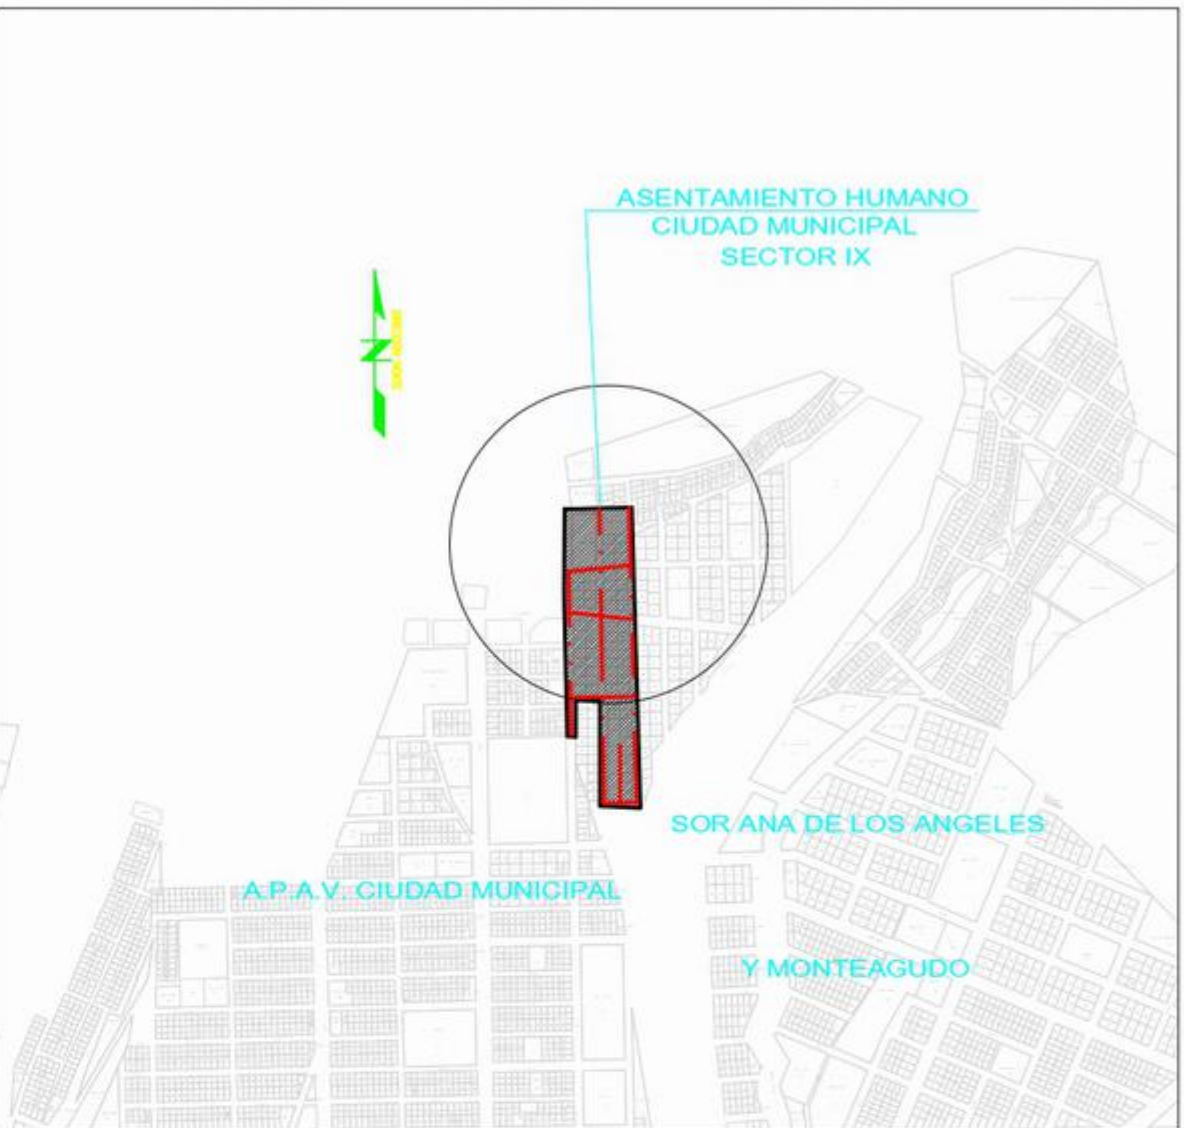 ASENTAMIENTO HUMANO
CIUDAD MUNICIPAL
SECTOR IX
N
SOR ANA DE LOS ANGELES
A.P.A.V. CIUDAD MUNICIPAL
Y MONTEAGUDO